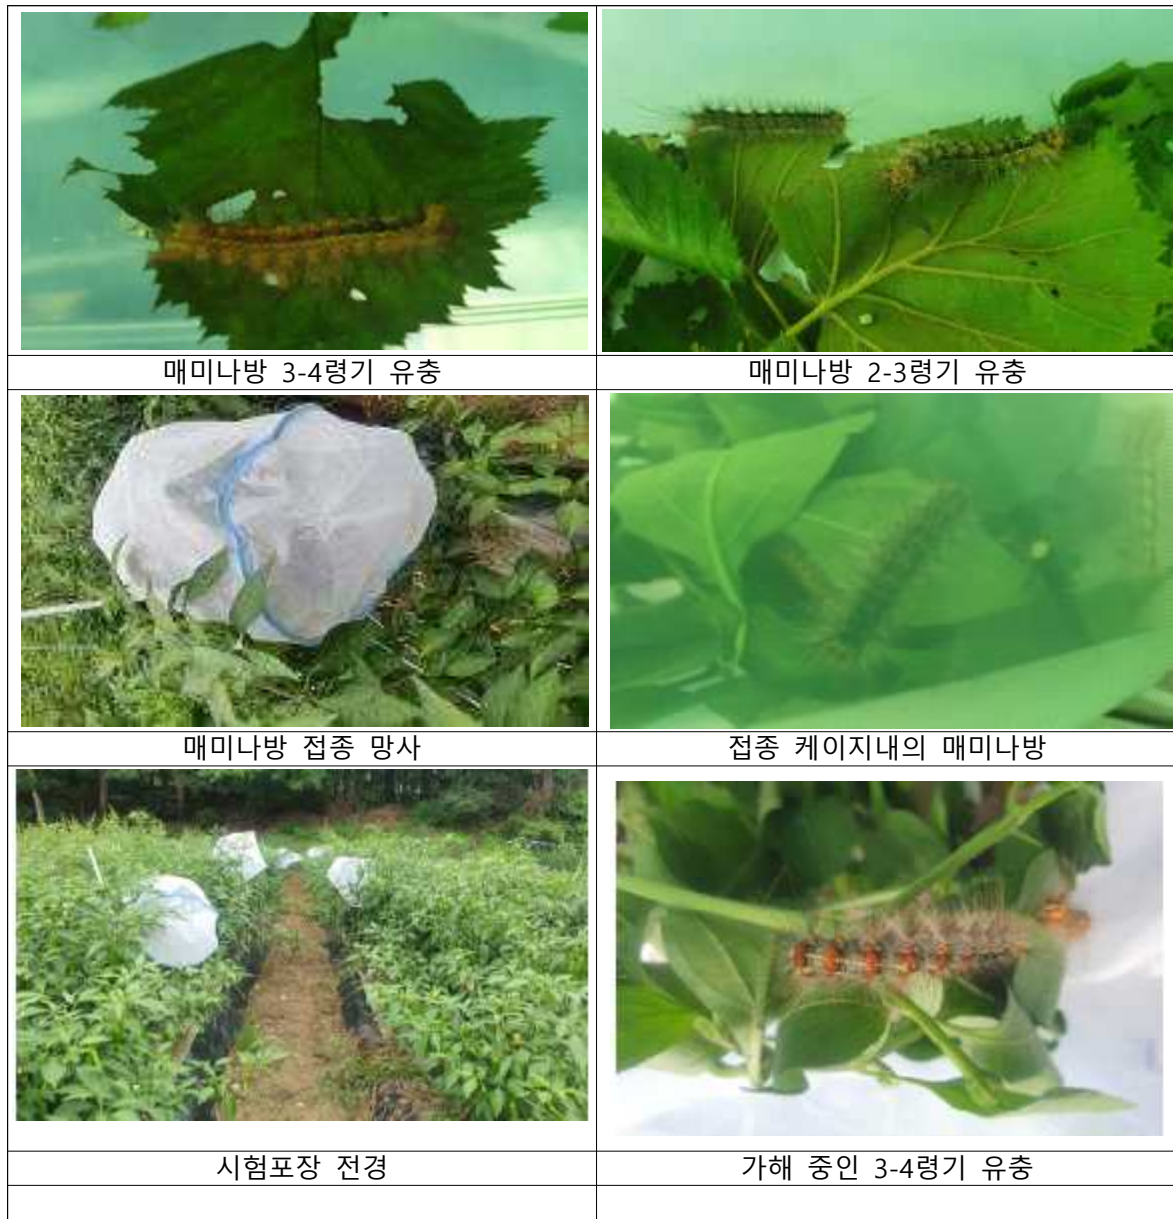 매미나방 3-4령기 유충
매미나방 2-3령기 유충
매미나방 접종 망사
접종 케이지내의 매미나방
시험포장 전경
가해 중인 3-4령기 유충